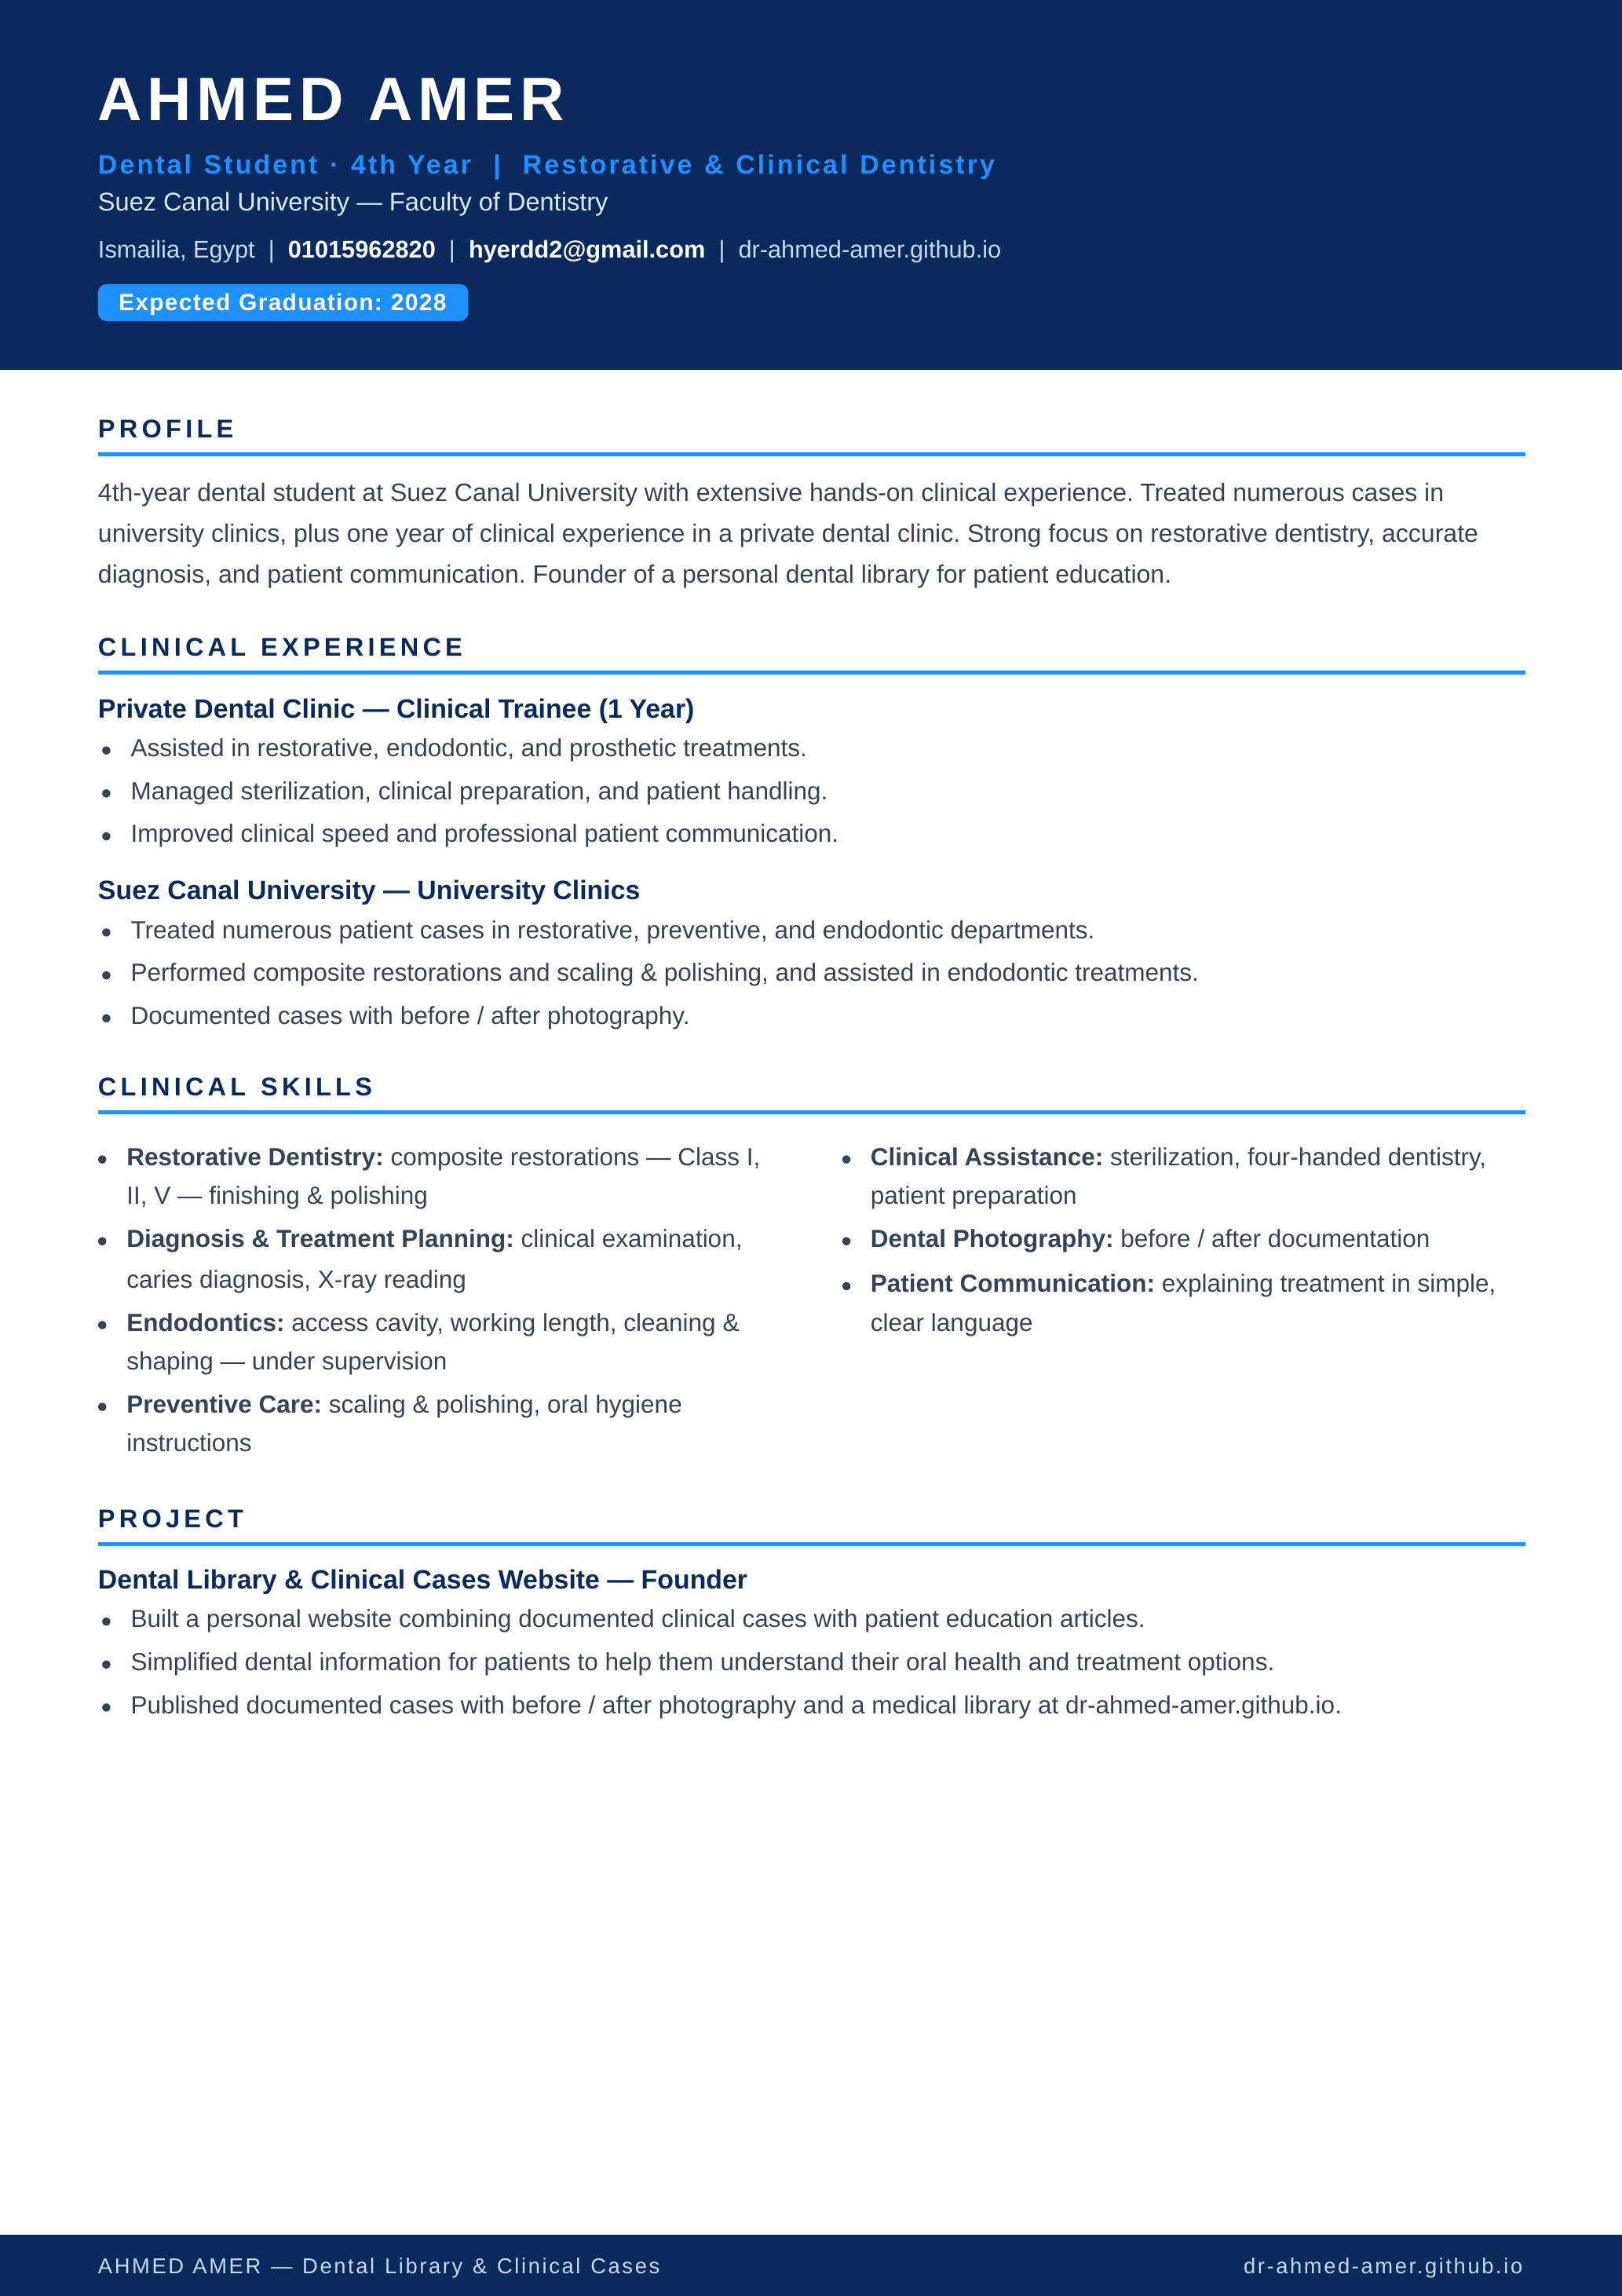 AHMED AMER
Dental Student · 4th Year | Restorative & Clinical Dentistry
Suez Canal University — Faculty of Dentistry
Ismailia, Egypt | 01015962820 | hyerdd2@gmail.com | dr-ahmed-amer.github.io
Expected Graduation: 2028
PROFILE
4th-year dental student at Suez Canal University with extensive hands-on clinical experience. Treated numerous cases in
university clinics, plus one year of clinical experience in a private dental clinic. Strong focus on restorative dentistry, accurate
diagnosis, and patient communication. Founder of a personal dental library for patient education.
CLINICAL EXPERIENCE
Private Dental Clinic — Clinical Trainee (1 Year)
• Assisted in restorative, endodontic, and prosthetic treatments.
• Managed sterilization, clinical preparation, and patient handling.
• Improved clinical speed and professional patient communication.
Suez Canal University — University Clinics
• Treated numerous patient cases in restorative, preventive, and endodontic departments.
• Performed composite restorations and scaling & polishing, and assisted in endodontic treatments.
• Documented cases with before / after photography.
CLINICAL SKILLS
• Restorative Dentistry: composite restorations — Class I,
II, V — finishing & polishing
• Diagnosis & Treatment Planning: clinical examination,
caries diagnosis, X-ray reading
• Endodontics: access cavity, working length, cleaning &
shaping — under supervision
• Preventive Care: scaling & polishing, oral hygiene
instructions
• Clinical Assistance: sterilization, four-handed dentistry,
patient preparation
• Dental Photography: before / after documentation
• Patient Communication: explaining treatment in simple,
clear language
PROJECT
Dental Library & Clinical Cases Website — Founder
• Built a personal website combining documented clinical cases with patient education articles.
• Simplified dental information for patients to help them understand their oral health and treatment options.
• Published documented cases with before / after photography and a medical library at dr-ahmed-amer.github.io.
AHMED AMER — Dental Library & Clinical Cases
dr-ahmed-amer.github.io